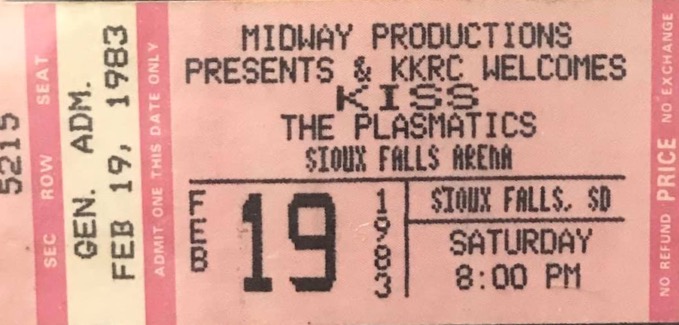 5215
SEC ROW SEAT
GEN. ADM.
FEB 19, 1983
ADMIT ONE THIS DATE ONLY
MIDWAY PRODUCTIONS
PRESENTS & KKRC WELCOMES
KISS
THE PLASMATICS
SIOUX FALLS ARENA
FEB 19 1983
SIOUX FALLS, SD
SATURDAY
8:00 PM
NO REFUND PRICE NO EXCHANGE